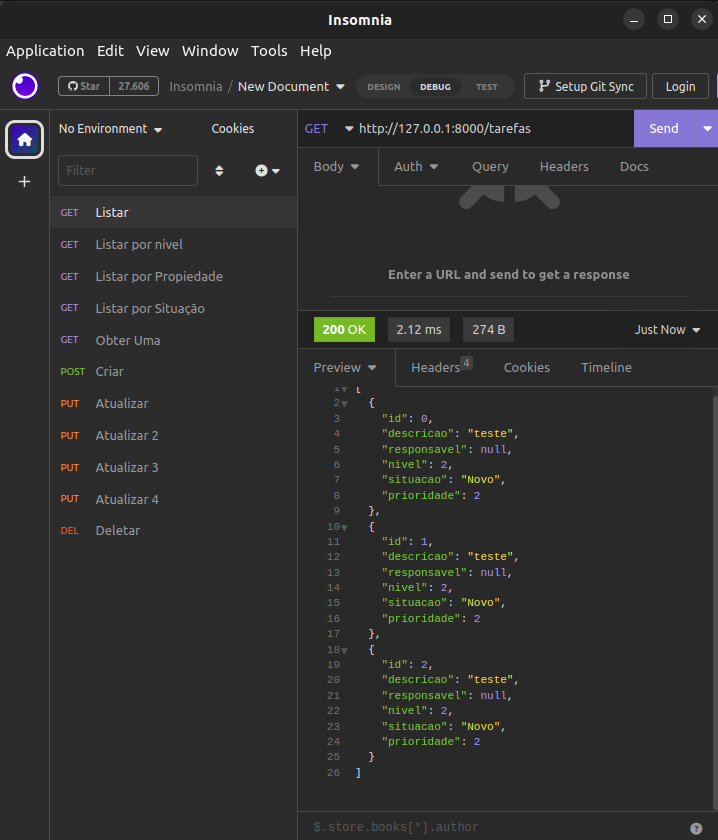 Insomnia
Application Edit View Window Tools Help
Star 27.606 Insomnia / New Document DESIGN DEBUG TEST Setup Git Sync Login
No Environment Cookies
Filter
GET Listar
GET Listar por nivel
GET Listar por Propiedade
GET Listar por Situação
GET Obter Uma
POST Criar
PUT Atualizar
PUT Atualizar 2
PUT Atualizar 3
PUT Atualizar 4
DEL Deletar
GET http://127.0.0.1:8000/tarefas Send
Body Auth Query Headers Docs
Enter a URL and send to get a response
200 OK 2.12 ms 274 B Just Now
Preview Headers 4 Cookies Timeline
1 [
2 {
3 "id": 0,
4 "descricao": "teste",
5 "responsavel": null,
6 "nivel": 2,
7 "situacao": "Novo",
8 "prioridade": 2
9 },
10 {
11 "id": 1,
12 "descricao": "teste",
13 "responsavel": null,
14 "nivel": 2,
15 "situacao": "Novo",
16 "prioridade": 2
17 },
18 {
19 "id": 2,
20 "descricao": "teste",
21 "responsavel": null,
22 "nivel": 2,
23 "situacao": "Novo",
24 "prioridade": 2
25 }
26 ]
$.store.books[*].author ?